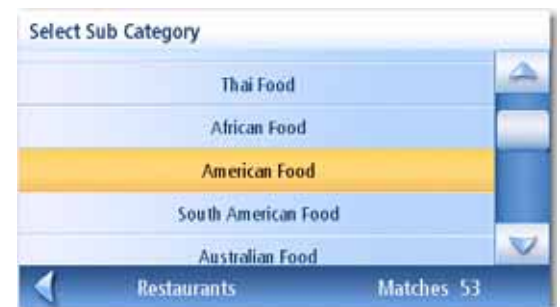 Select Sub Category
Thai Food
African Food
American Food
South American Food
Australian Food
Restaurants Matches 53